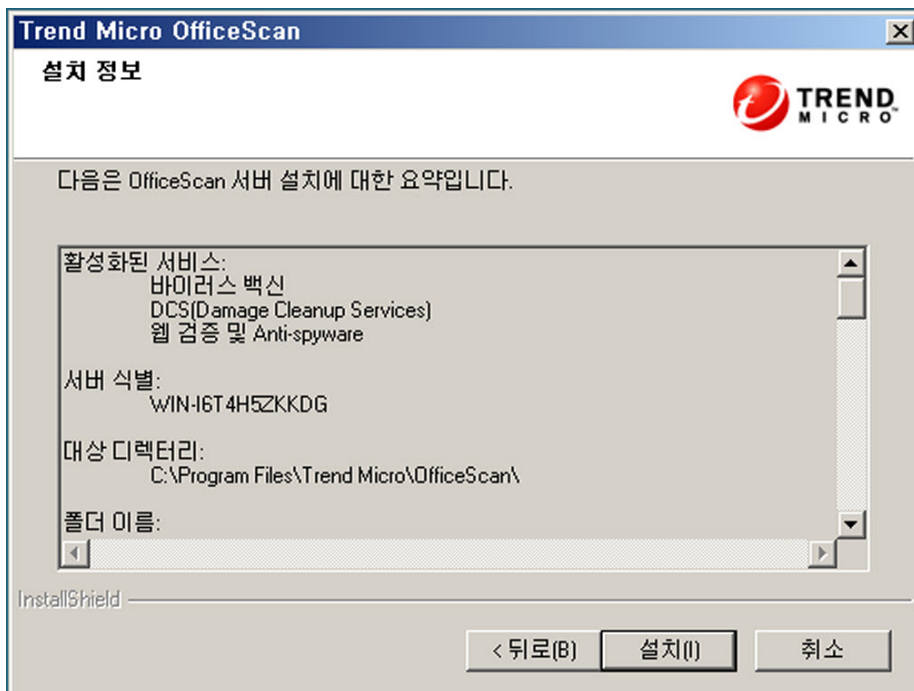 Trend Micro OfficeScan
설치 정보
TREND
MICRO
다음은 OfficeScan 서버 설치에 대한 요약입니다.
활성화된 서비스:
바이러스 백신
DCS(Damage Cleanup Services)
웹 검증 및 Anti-spyware
서버 식별:
WIN-I6T4H5ZKKDG
대상 디렉터리:
C:\Program Files\Trend Micro\OfficeScan\
폴더 이름:
InstallShield
< 뒤로(B)
설치(I)
취소